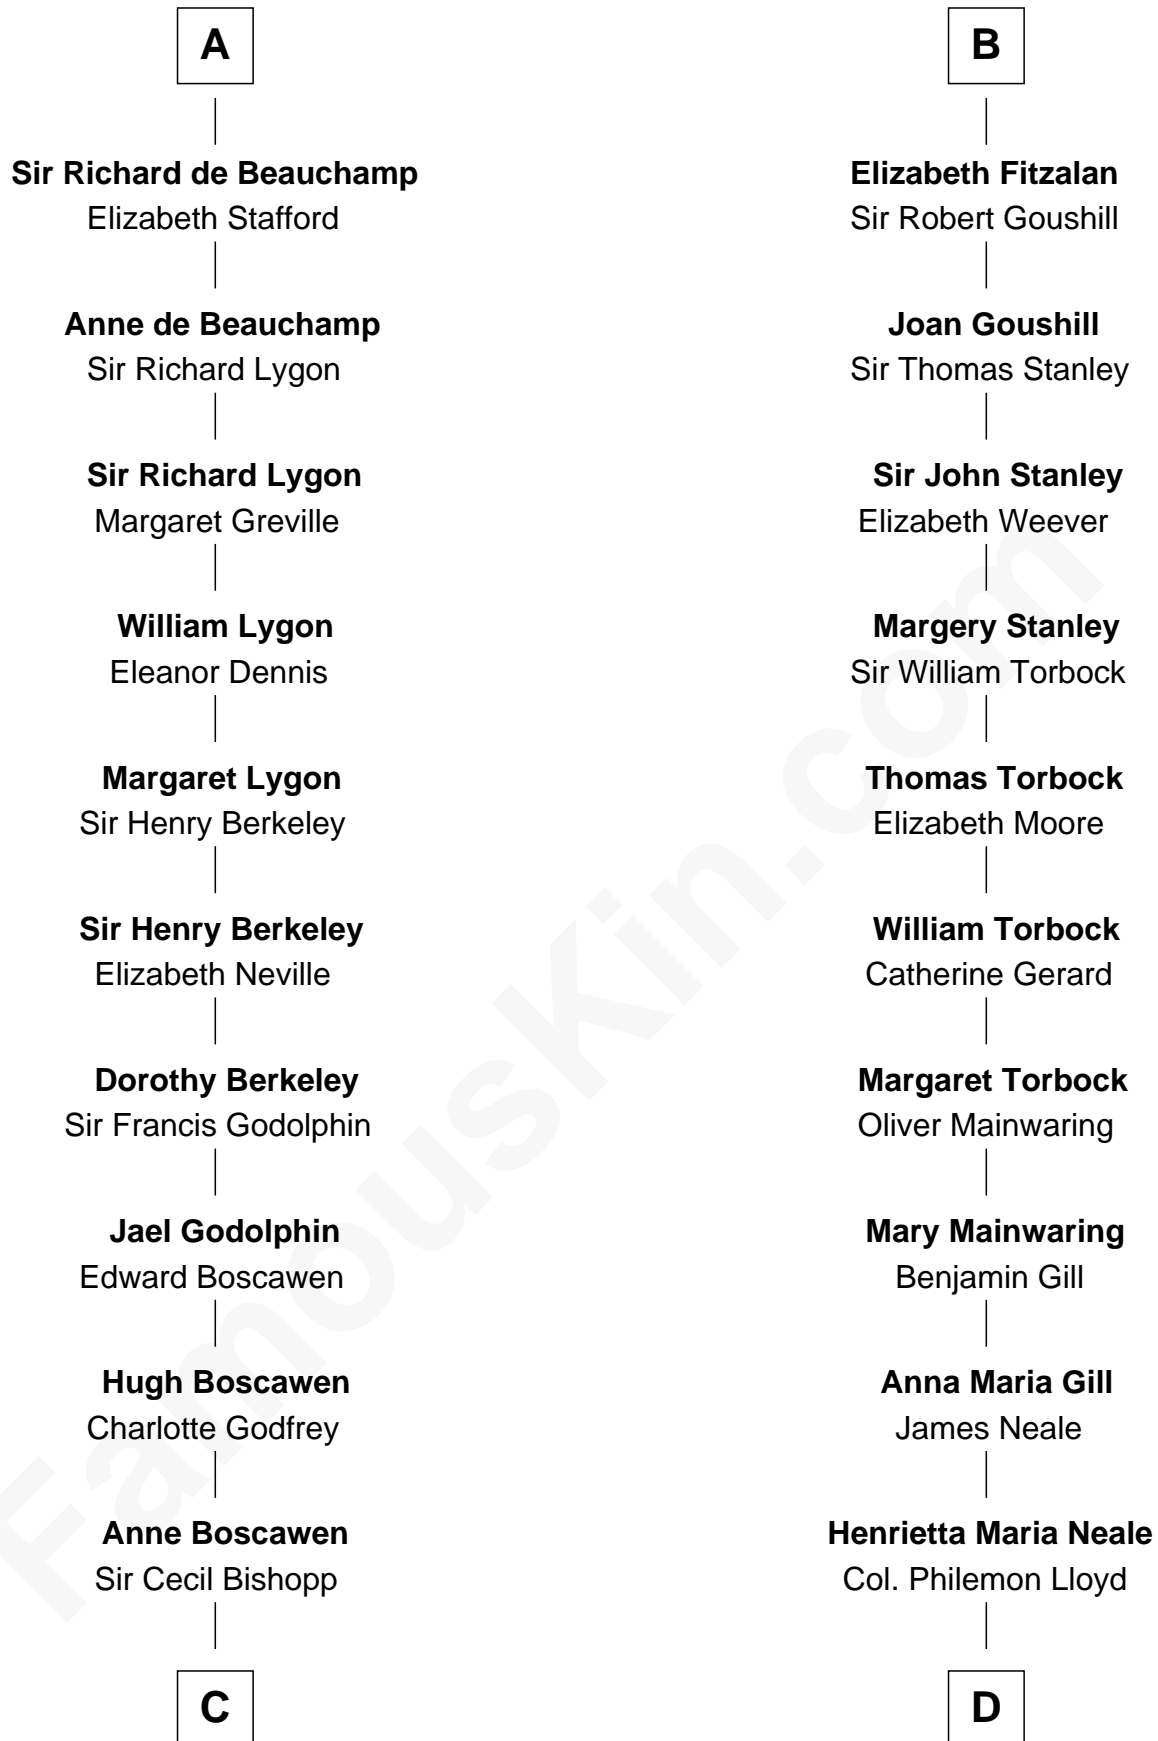 A
Sir Richard de Beauchamp
Elizabeth Stafford
Anne de Beauchamp
Sir Richard Lygon
Sir Richard Lygon
Margaret Greville
William Lygon
Eleanor Dennis
Margaret Lygon
Sir Henry Berkeley
Sir Henry Berkeley
Elizabeth Neville
Dorothy Berkeley
Sir Francis Godolphin
Jael Godolphin
Edward Boscawen
Hugh Boscawen
Charlotte Godfrey
Anne Boscawen
Sir Cecil Bishopp
C
B
Elizabeth Fitzalan
Sir Robert Goushill
Joan Goushill
Sir Thomas Stanley
Sir John Stanley
Elizabeth Weever
Margery Stanley
Sir William Torbock
Thomas Torbock
Elizabeth Moore
William Torbock
Catherine Gerard
Margaret Torbock
Oliver Mainwaring
Mary Mainwaring
Benjamin Gill
Anna Maria Gill
James Neale
Henrietta Maria Neale
Col. Philemon Lloyd
D
FamousKin.com